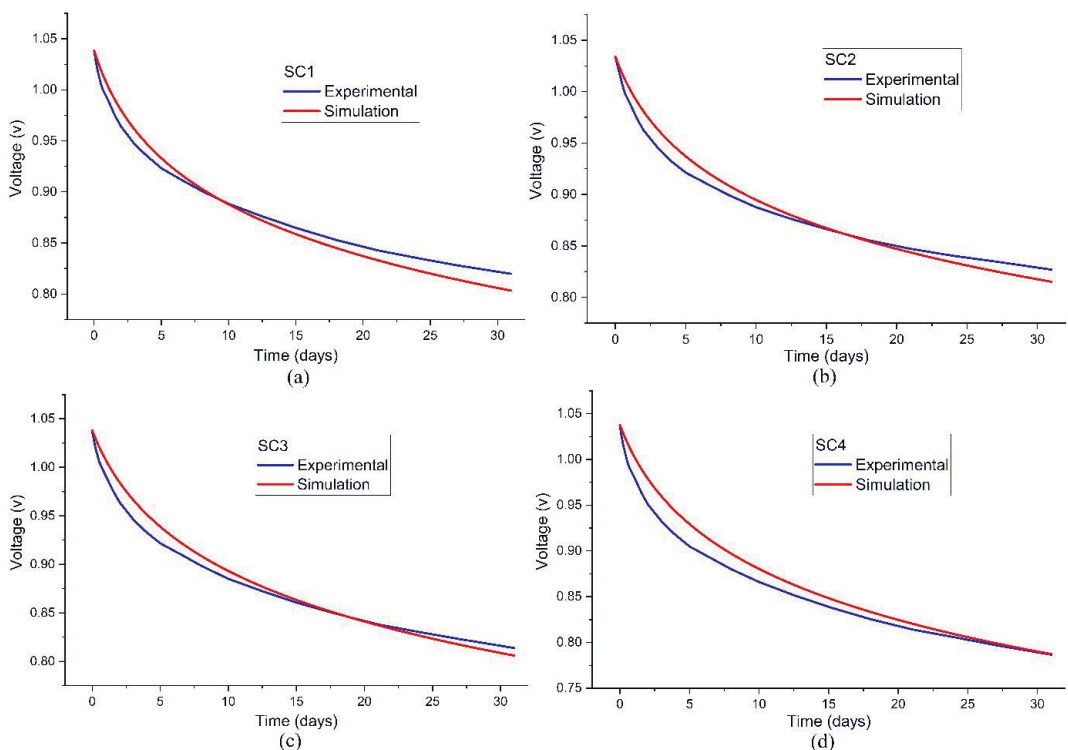 1.05
1.00
0.95
0.90
0.85
0.80
Voltage (v)
SC1
Experimental
Simulation
0 5 10 15 20 25 30
Time (days)
(a)
1.05
1.00
0.95
0.90
0.85
0.80
Voltage (v)
SC2
Experimental
Simulation
0 5 10 15 20 25 30
Time (days)
(b)
1.05
1.00
0.95
0.90
0.85
0.80
Voltage (v)
SC3
Experimental
Simulation
0 5 10 15 20 25 30
Time (days)
(c)
1.05
1.00
0.95
0.90
0.85
0.80
0.75
Voltage (v)
SC4
Experimental
Simulation
0 5 10 15 20 25 30
Time (days)
(d)